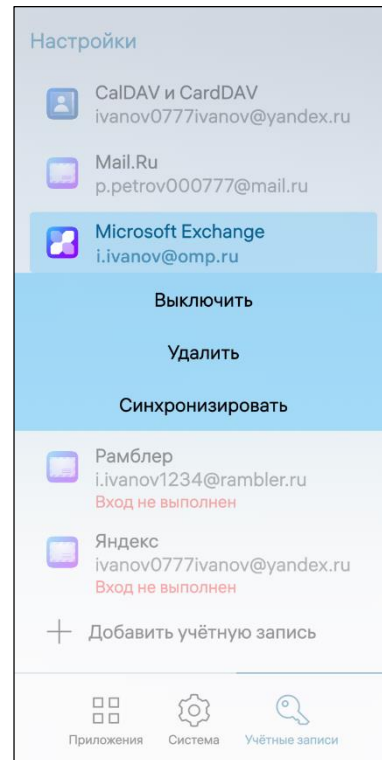 Настройки
CalDAV и CardDAV
ivanov0777ivanov@yandex.ru
Mail.Ru
p.petrov000777@mail.ru
Microsoft Exchange
i.ivanov@omp.ru
Выключить
Удалить
Синхронизировать
Рамблер
i.ivanov1234@rambler.ru
Вход не выполнен
Яндекс
ivanov0777ivanov@yandex.ru
Вход не выполнен
Добавить учётную запись
Приложения Система Учётные записи